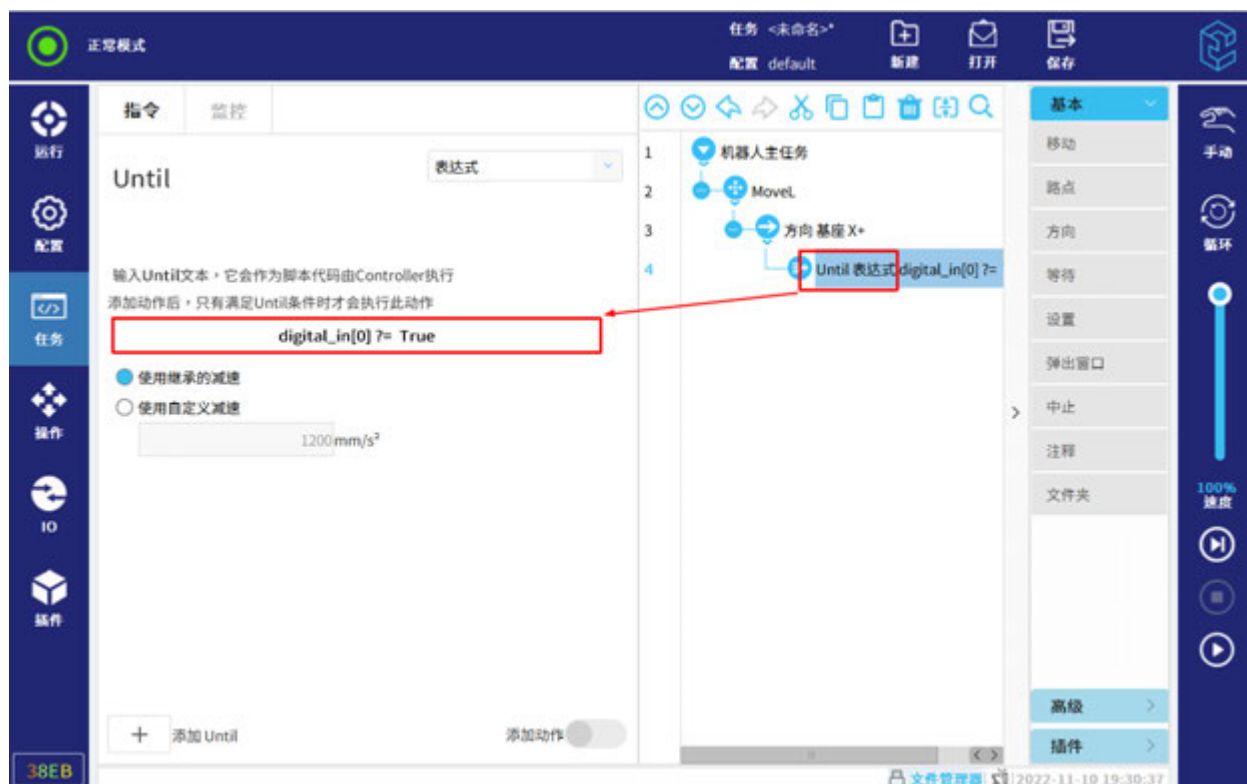 正常模式
任务 <未命名>*
配置 default
新建
打开
保存
运行
配置
任务
操作
IO
插件
38EB
指令
监控
Until
表达式
输入Until文本，它会作为脚本代码由Controller执行
添加动作后，只有满足Until条件时才会执行此动作
digital_in[0] ?= True
使用继承的减速
使用自定义减速
1200 mm/s²
+ 添加 Until
添加动作
1 机器人主任务
2 MoveL
3 方向 基座 X+
4 Until 表达式 digital_in[0] ?=
基本
移动
路点
方向
等待
设置
弹出窗口
中止
注释
文件夹
高级
插件
手动
循环
100%
速度
文件管理器
2022-11-10 19:30:37